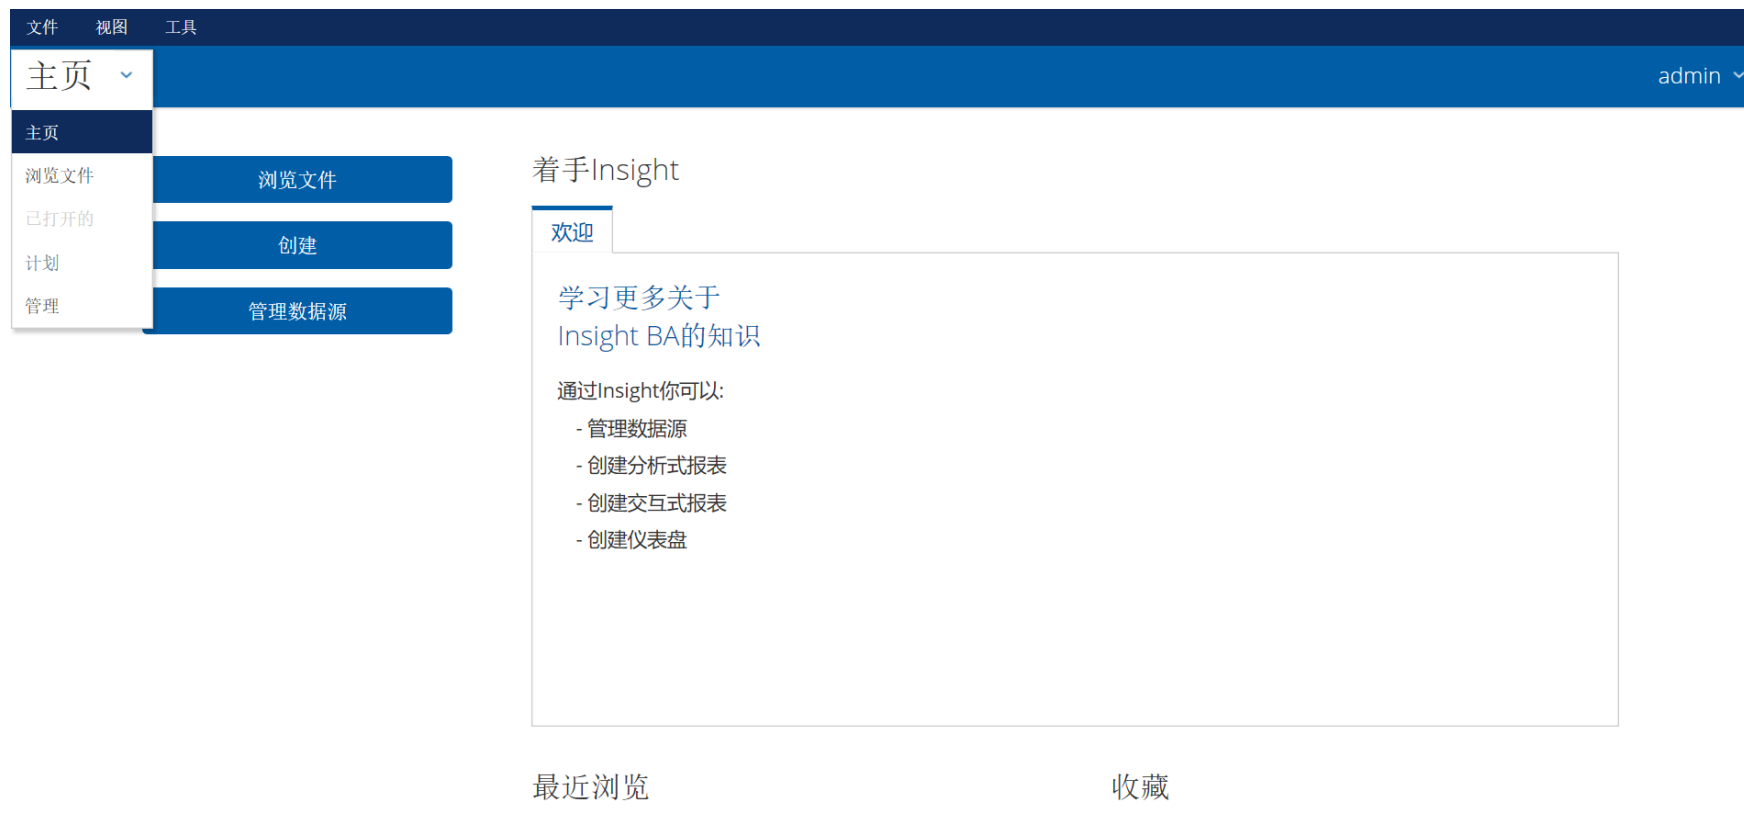 文件 视图 工具
主页
admin
主页
浏览文件
已打开的
计划
管理
浏览文件
创建
管理数据源
着手Insight
欢迎
学习更多关于
Insight BA的知识
通过Insight你可以:
- 管理数据源
- 创建分析式报表
- 创建交互式报表
- 创建仪表盘
最近浏览
收藏